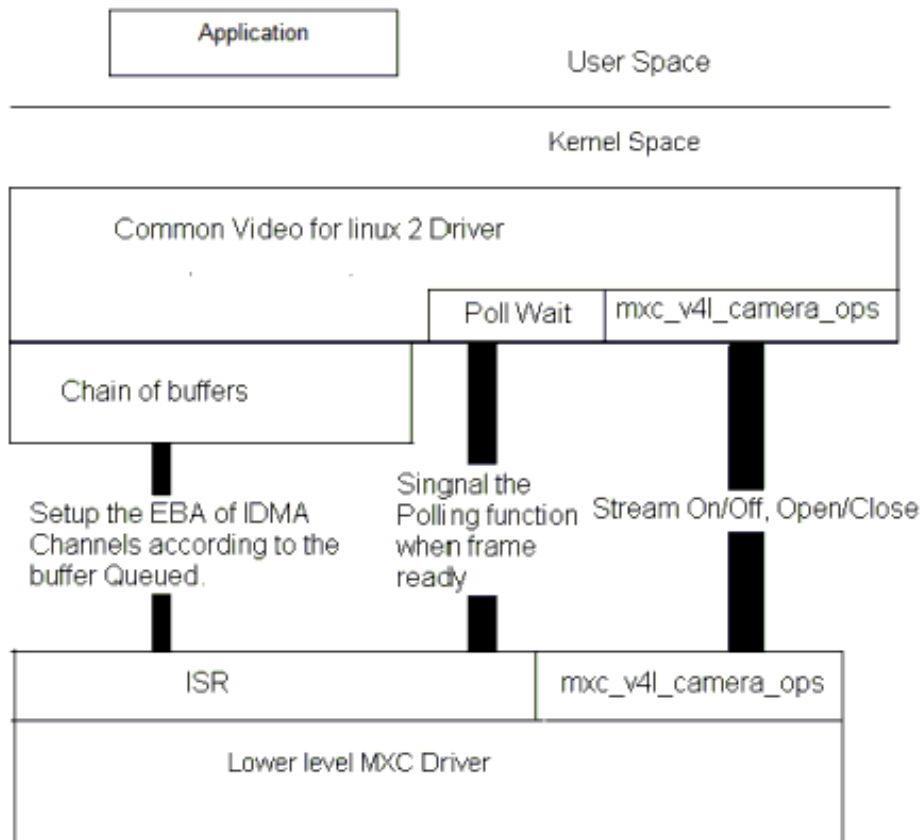 Application
User Space
Kernel Space
Common Video for linux 2 Driver
Poll Wait
mxc_v4l_camera_ops
Chain of buffers
Setup the EBA of IDMA
Channels according to the
buffer Queued.
Singnal the
Polling function
when frame
ready
Stream On/Off, Open/Close
ISR
mxc_v4l_camera_ops
Lower level MXC Driver